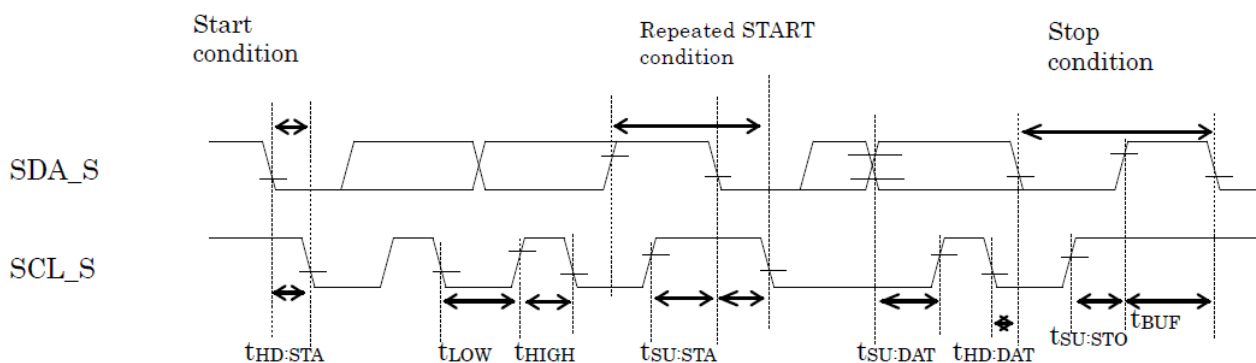 Start
condition
Repeated START
condition
Stop
condition
SDA_S
SCL_S
tHD:STA
tLOW
tHIGH
tSU:STA
tSU:DAT
tHD:DAT
tSU:STO
tBUF